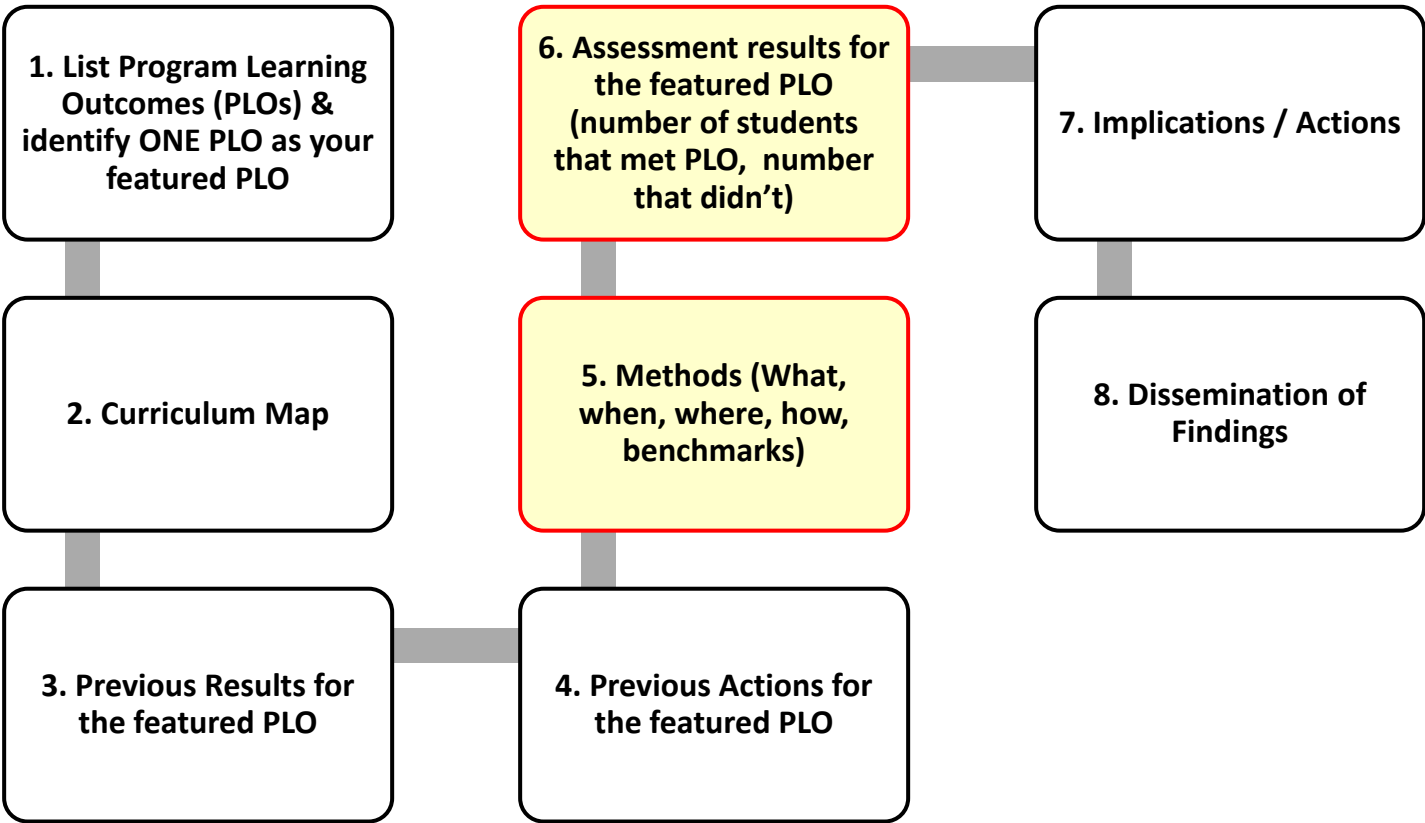 1. List Program Learning
Outcomes (PLOs) &
identify ONE PLO as your
featured PLO
2. Curriculum Map
3. Previous Results for
the featured PLO
4. Previous Actions for
the featured PLO
5. Methods (What,
when, where, how,
benchmarks)
6. Assessment results for
the featured PLO
(number of students
that met PLO,  number
that didn’t)
7. Implications / Actions
8. Dissemination of
Findings